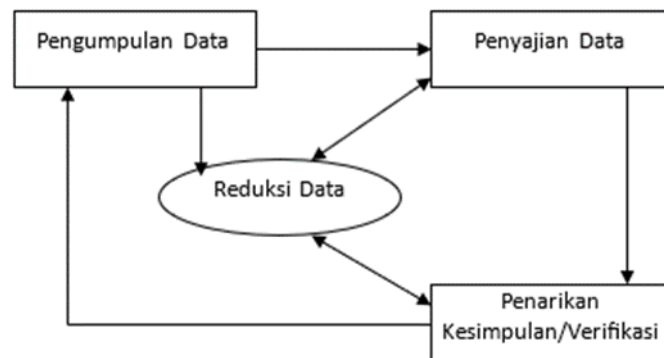 Pengumpulan Data
Penyajian Data
Reduksi Data
Penarikan
Kesimpulan/Verifikasi